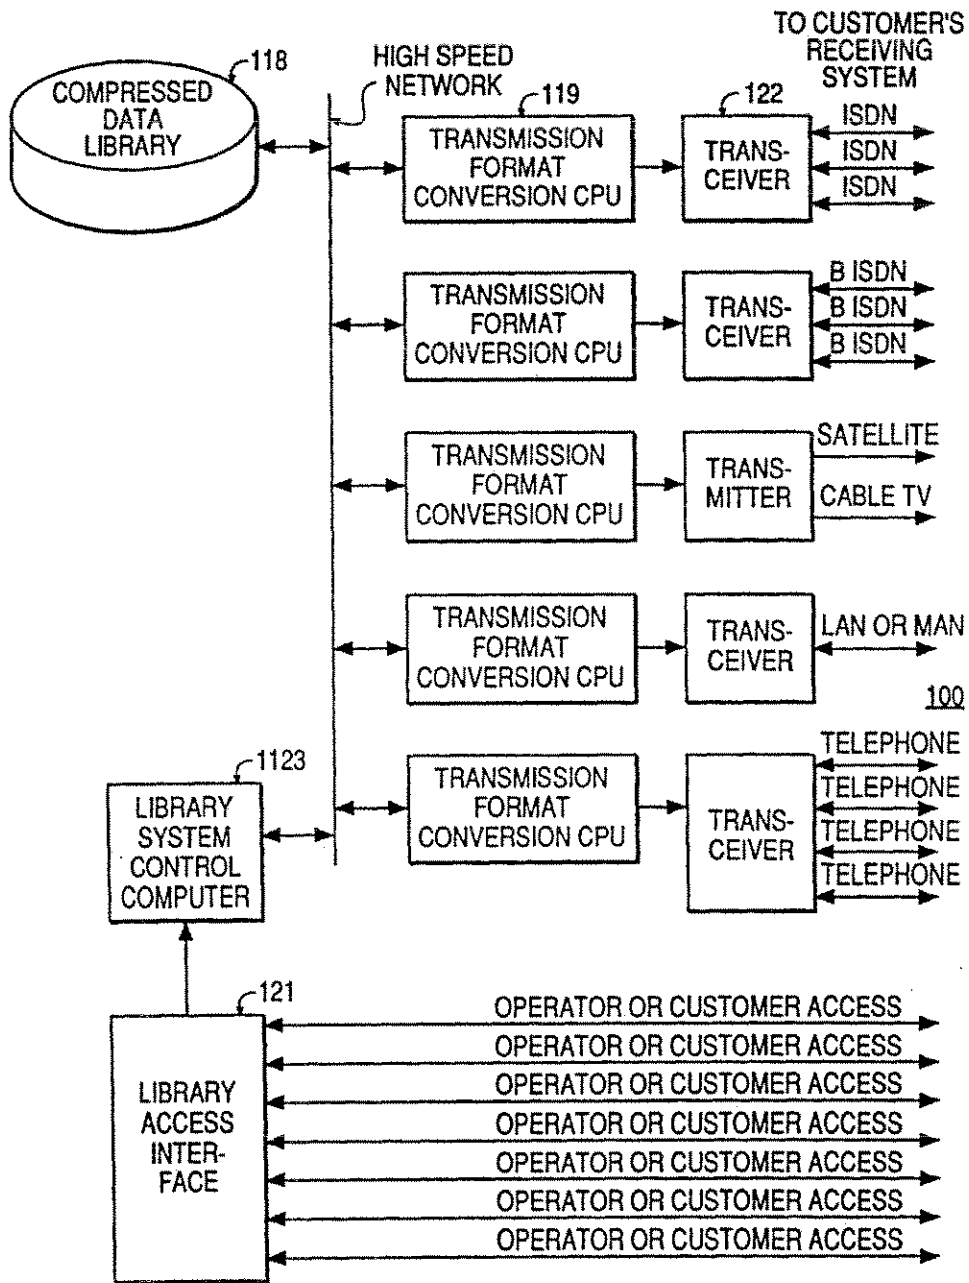 TO CUSTOMER'S
RECEIVING
SYSTEM
118
COMPRESSED
DATA
LIBRARY
HIGH SPEED
NETWORK
119
TRANSMISSION
FORMAT
CONVERSION CPU
122
TRANS-
CEIVER
ISDN
ISDN
ISDN
TRANSMISSION
FORMAT
CONVERSION CPU
TRANS-
CEIVER
B ISDN
B ISDN
B ISDN
TRANSMISSION
FORMAT
CONVERSION CPU
TRANS-
MITTER
SATELLITE
CABLE TV
TRANSMISSION
FORMAT
CONVERSION CPU
TRANS-
CEIVER
LAN OR MAN
100
1123
LIBRARY
SYSTEM
CONTROL
COMPUTER
TRANSMISSION
FORMAT
CONVERSION CPU
TRANS-
CEIVER
TELEPHONE
TELEPHONE
TELEPHONE
TELEPHONE
121
LIBRARY
ACCESS
INTER-
FACE
OPERATOR OR CUSTOMER ACCESS
OPERATOR OR CUSTOMER ACCESS
OPERATOR OR CUSTOMER ACCESS
OPERATOR OR CUSTOMER ACCESS
OPERATOR OR CUSTOMER ACCESS
OPERATOR OR CUSTOMER ACCESS
OPERATOR OR CUSTOMER ACCESS